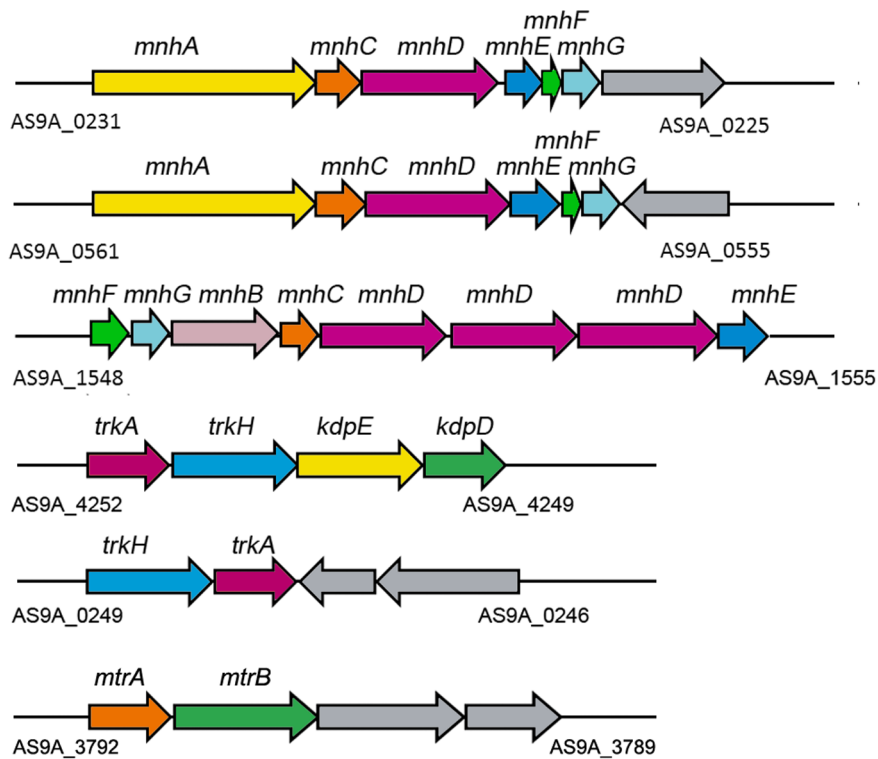 mnhF
mnhA mnhC mnhD mnhE mnhG
AS9A_0231 AS9A_0225
mnhF
mnhA mnhC mnhD mnhE mnhG
AS9A_0561 AS9A_0555
mnhF mnhG mnhB mnhC mnhD mnhD mnhD mnhE
AS9A_1548 AS9A_1555
trkA trkH kdpE kdpD
AS9A_4252 AS9A_4249
trkH trkA
AS9A_0249 AS9A_0246
mtrA mtrB
AS9A_3792 AS9A_3789